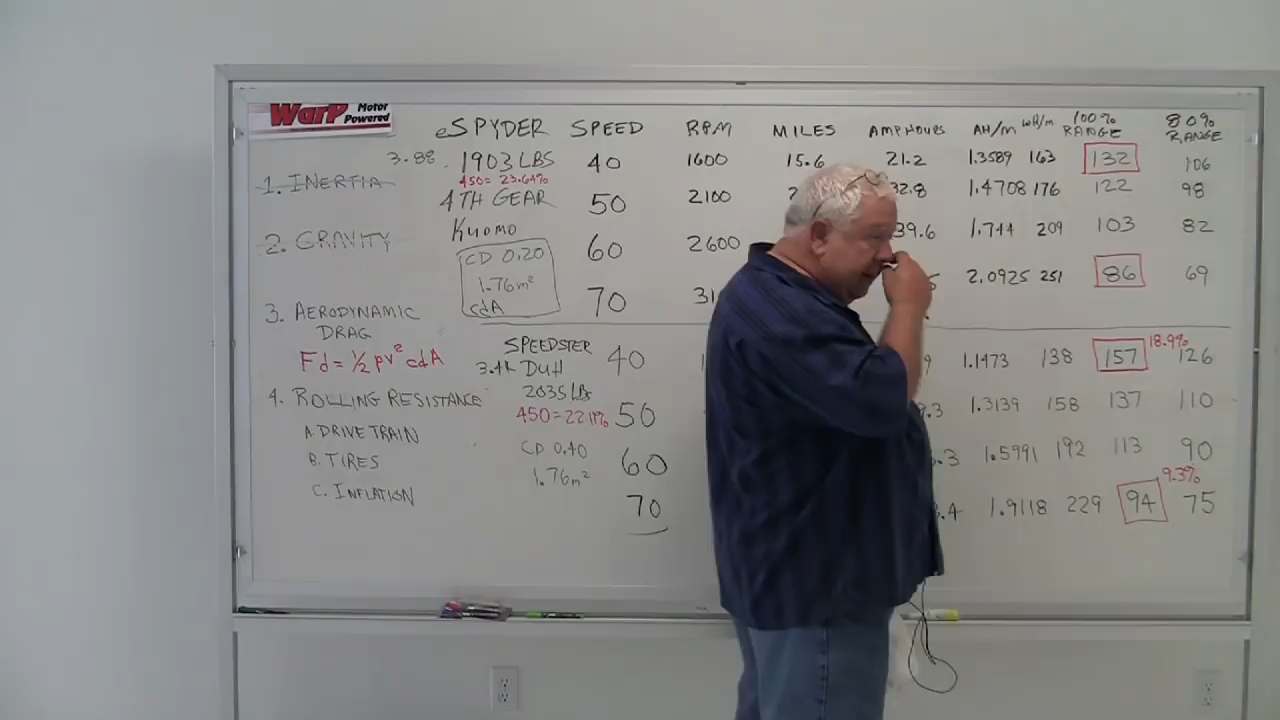 WarP Motor Powered
eSPYDER SPEED RPM MILES AMPHOURS AH/m wH/m 100% RANGE 80% RANGE
3.88 1903 LBS 40 1600 15.6 21.2 1.3589 163 132 106
450= 23.64%
1. INERTIA
4TH GEAR 50 2100 32.8 1.4708 176 122 98
Kuomo
2. GRAVITY 60 2600 39.6 1.744 209 103 82
CD 0.20
1.76m²
cdA
70 2.0925 251 86 69
3. AERODYNAMIC DRAG
Fd = ½ ρv² cdA
SPEEDSTER 40 1.1473 138 157 18.9% 126
DUH
2035 LBS
4. ROLLING RESISTANCE
450=22.11% 50 1.3139 158 137 110
A. DRIVE TRAIN
CD 0.40 60 1.5991 192 113 90
B. TIRES
1.76m²
9.3%
C. INFLATION
70 1.9118 229 94 75